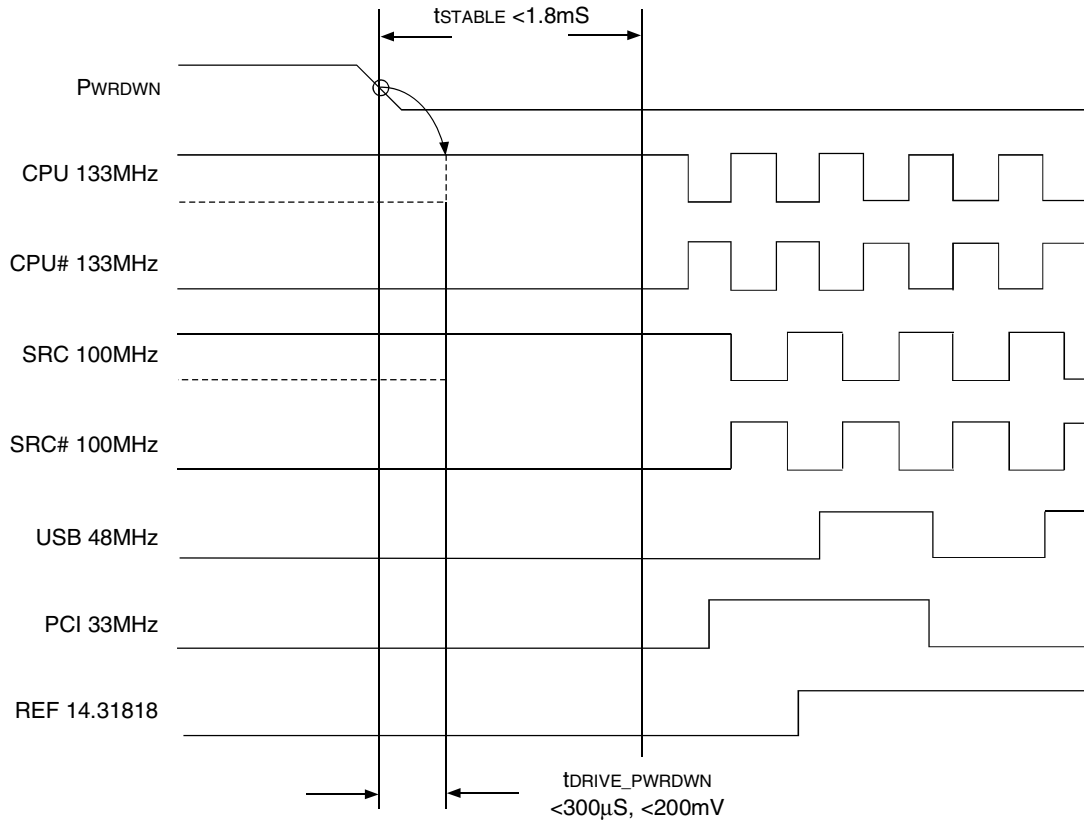 tSTABLE <1.8mS
PWRDWN
CPU 133MHz
CPU# 133MHz
SRC 100MHz
SRC# 100MHz
USB 48MHz
PCI 33MHz
REF 14.31818
tDRIVE_PWRDWN
<300μS, <200mV